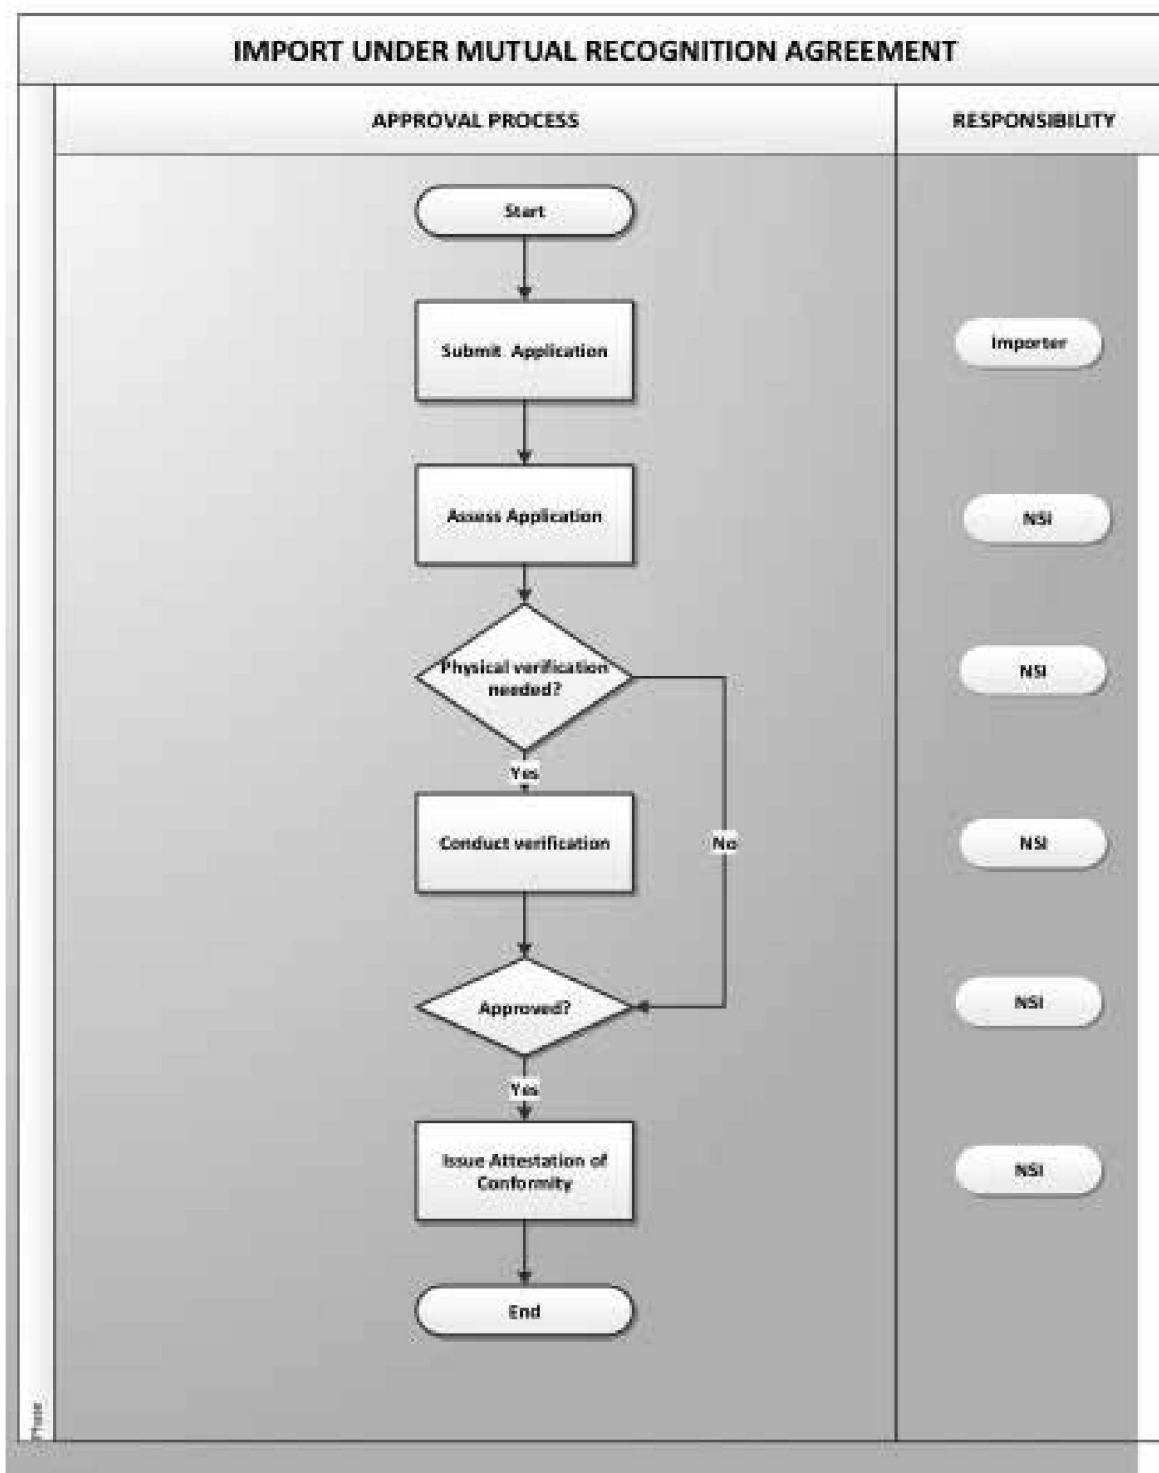 IMPORT UNDER MUTUAL RECOGNITION AGREEMENT
APPROVAL PROCESS
RESPONSIBILITY
Start
Submit Application
Importer
Assess Application
NSI
Physical verification
needed?
NSI
Yes
Conduct verification
No
NSI
Approved?
NSI
Yes
Issue Attestation of
Conformity
NSI
End
Phase